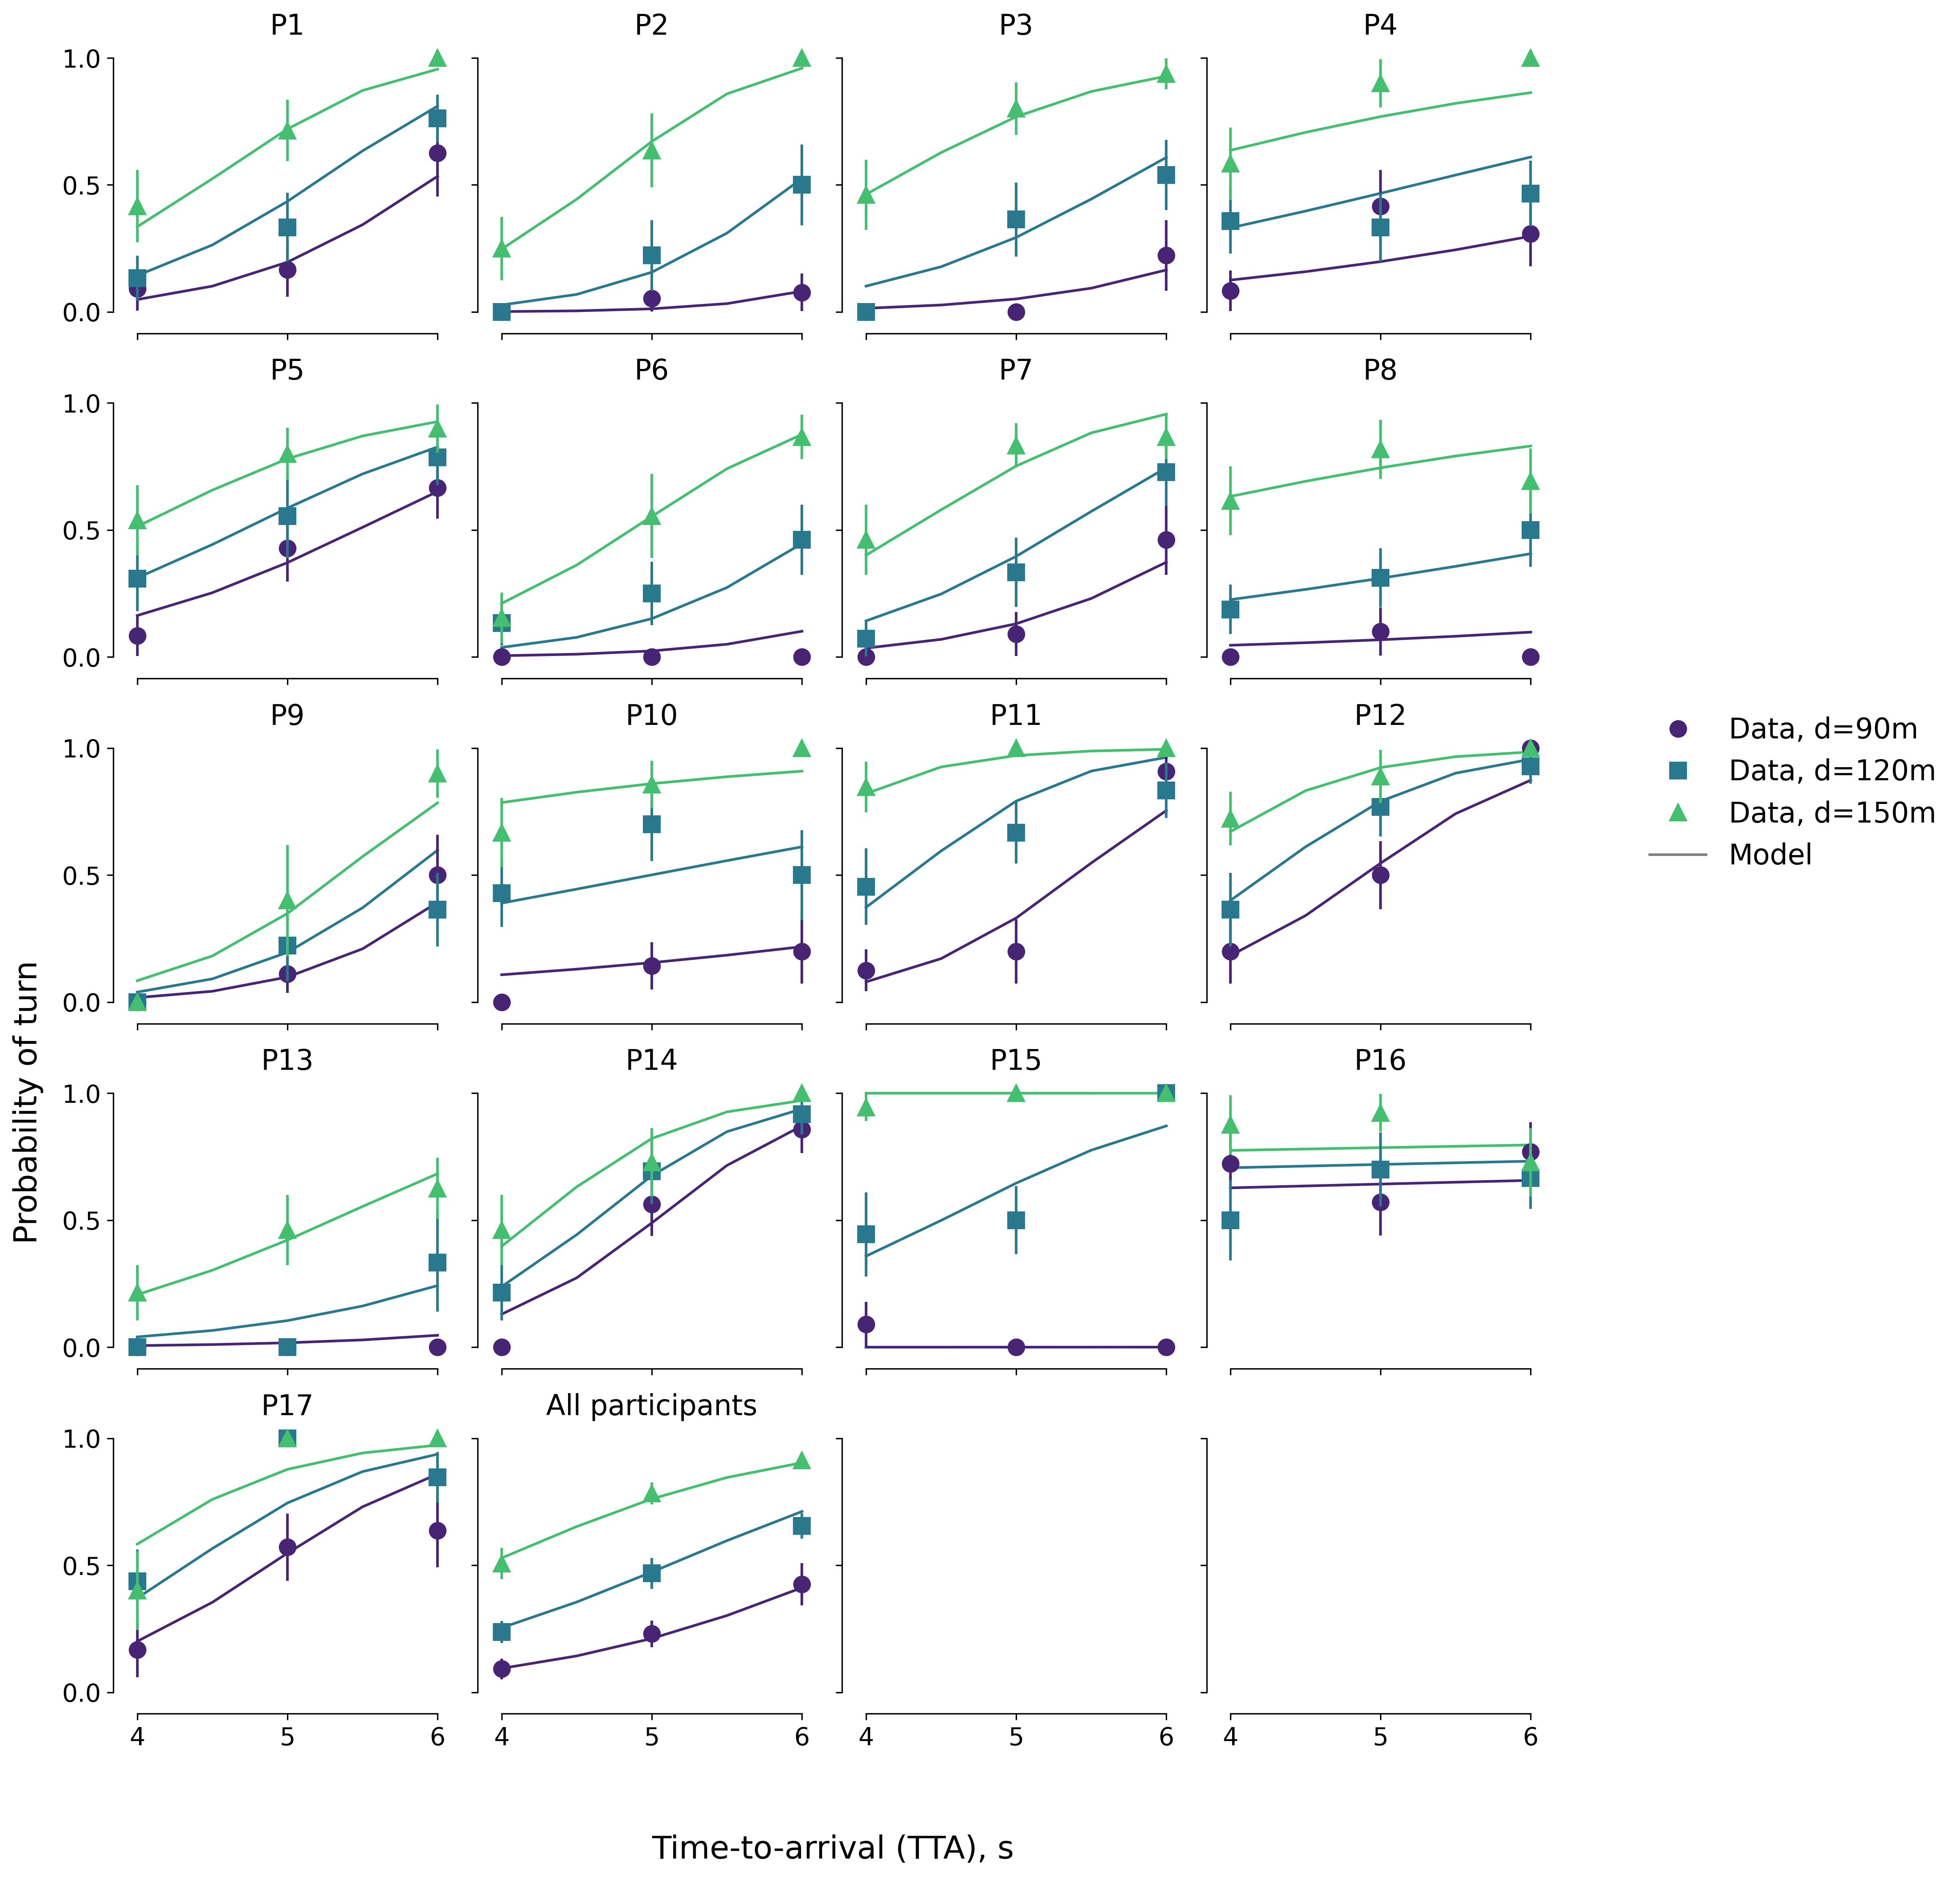 P1 P2 P3 P4
1.0
0.5
0.0
P5 P6 P7 P8
1.0
0.5
0.0
P9 P10 P11 P12
1.0
0.5
0.0
Data, d=90m
Data, d=120m
Data, d=150m
Model
P13 P14 P15 P16
1.0
0.5
0.0
P17 All participants
1.0
0.5
0.0
4 5 6 4 5 6 4 5 6 4 5 6
Probability of turn
Time-to-arrival (TTA), s